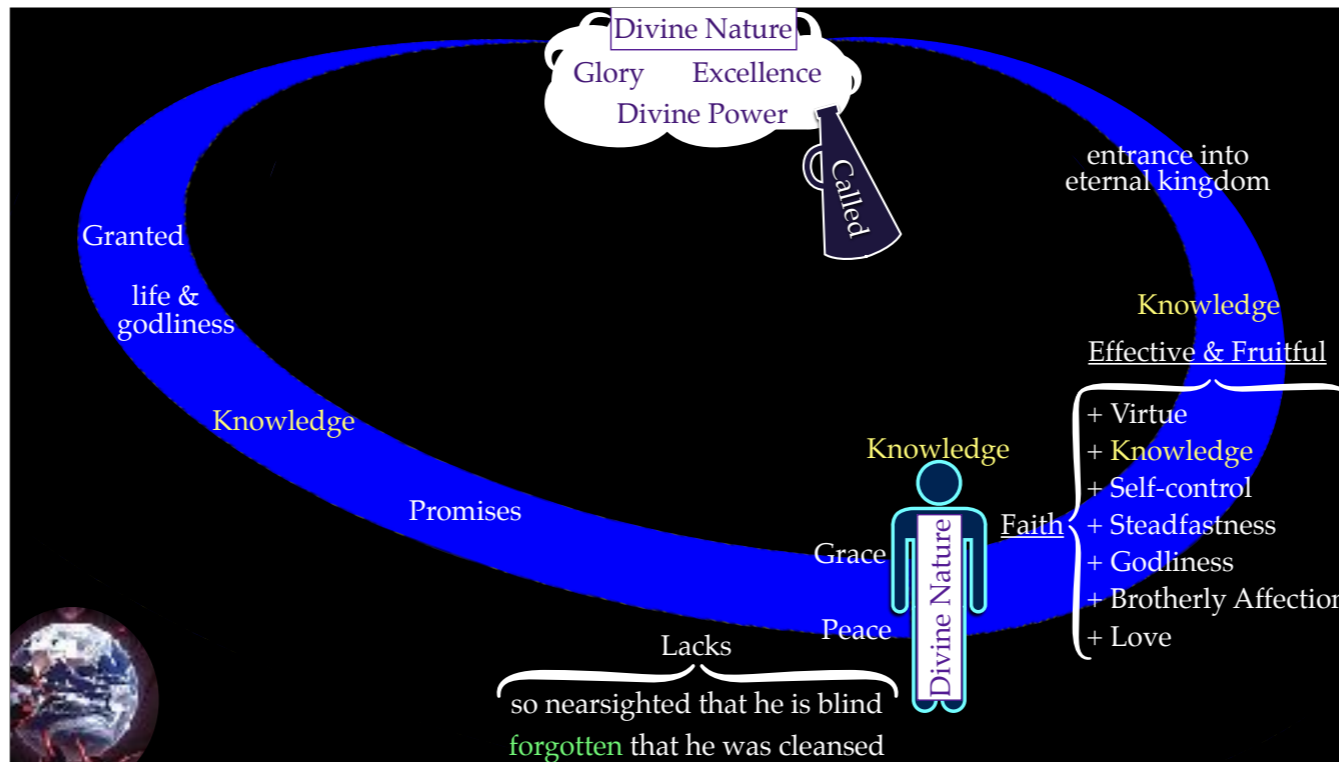 Divine Nature
Glory Excellence
Divine Power
Called
entrance into
eternal kingdom
Granted
life &
godliness
Knowledge
Promises
Grace
Peace
Knowledge
Divine Nature
Knowledge
Effective & Fruitful
Faith
+ Virtue
+ Knowledge
+ Self-control
+ Steadfastness
+ Godliness
+ Brotherly Affection
+ Love
Lacks
so nearsighted that he is blind
forgotten that he was cleansed